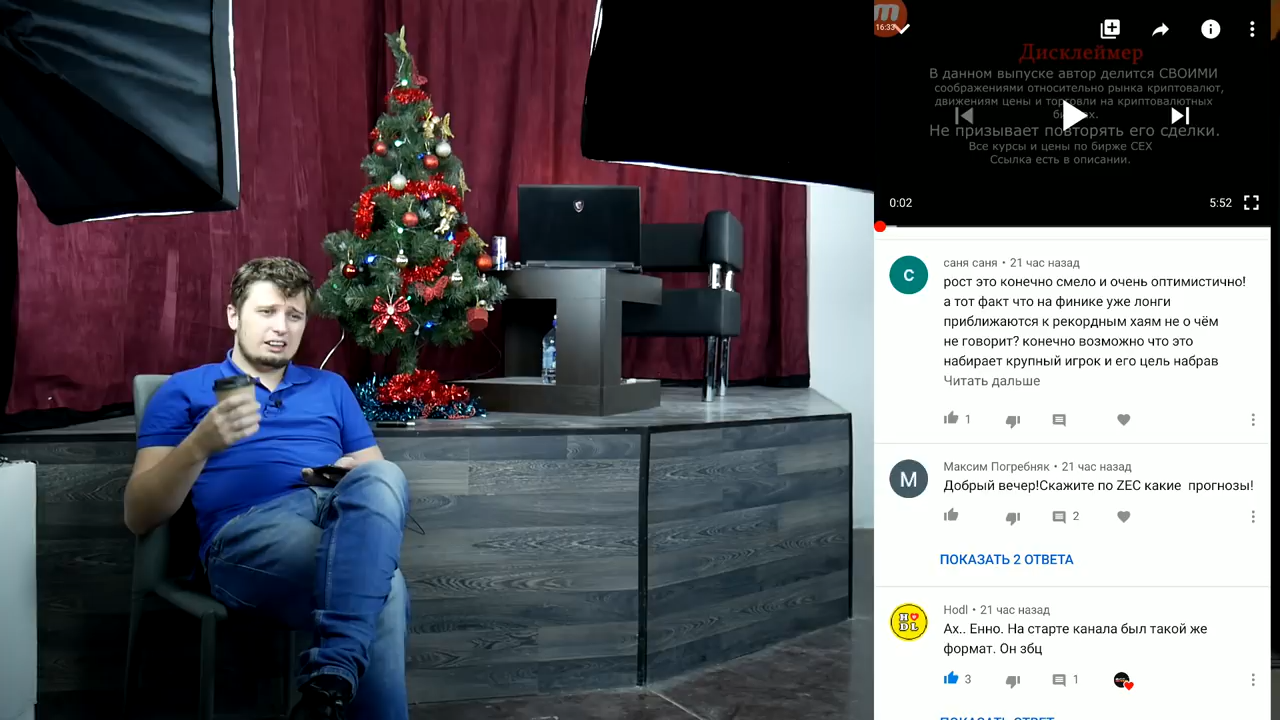 16:33
Дисклеймер
В данном выпуске автор делится СВОИМИ
соображениями относительно рынка криптовалют,
движениям цены и торговли на криптовалютных
Не призывает повторять его сделки.
Все курсы и цены по бирже CEX
Ссылка есть в описании.
0:02
5:52
саня саня • 21 час назад
рост это конечно смело и очень оптимистично!
а тот факт что на финике уже лонги
приближаются к рекордным хаям не о чём
не говорит? конечно возможно что это
набирает крупный игрок и его цель набрав
Читать дальше
1
Максим Погребняк • 21 час назад
Добрый вечер!Скажите по ZEC какие прогнозы!
2
ПОКАЗАТЬ 2 ОТВЕТА
Hodl • 21 час назад
Ах.. Енно. На старте канала был такой же
формат. Он збц
3
1